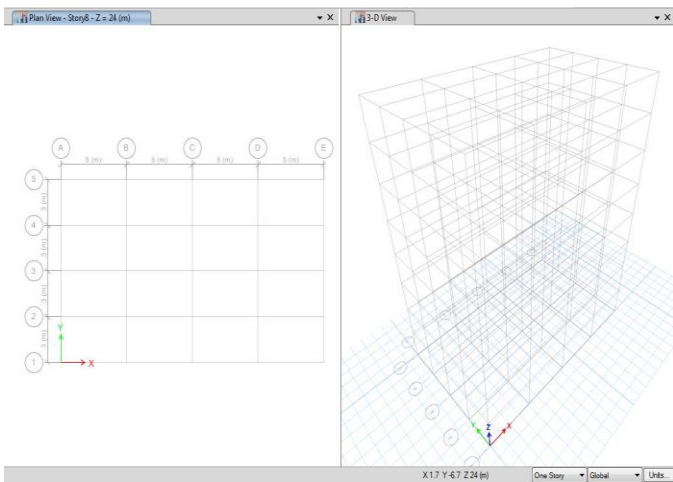 Plan View - Story8 - Z = 24 (m)
3-D View
A B C D E
5 (m) 5 (m) 5 (m) 5 (m)
5
3 (m)
4
3 (m)
3
3 (m)
2
3 (m)
1
Y
X
Y Z X
X 1.7 Y -6.7 Z 24 (m)
One Story
Global
Units...